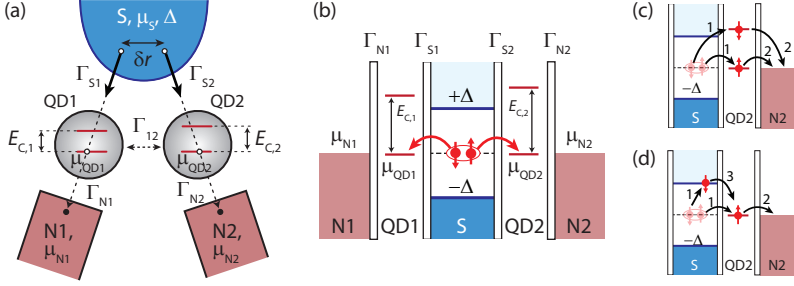 (a)
S, μS, Δ
δr
ΓS1
ΓS2
QD1
QD2
Γ12
EC,1
EC,2
μQD1
μQD2
ΓN1
ΓN2
N1,
μN1
N2,
μN2
(b)
ΓN1
ΓS1
ΓS2
ΓN2
+Δ
EC,1
EC,2
μN1
μN2
μQD1
μQD2
−Δ
N1
QD1
S
QD2
N2
(c)
1
2
1
2
−Δ
S
QD2
N2
(d)
1
3
1
2
−Δ
S
QD2
N2